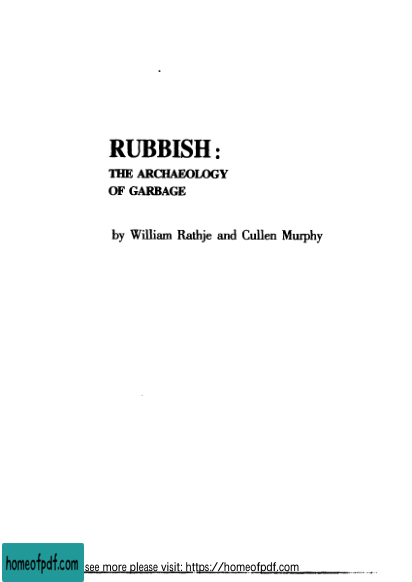 RUBBISH:
THE ARCHAEOLOGY
OF GARBAGE
by William Rathje and Cullen Murphy
homeofpdf.com see more please visit: https://homeofpdf.com